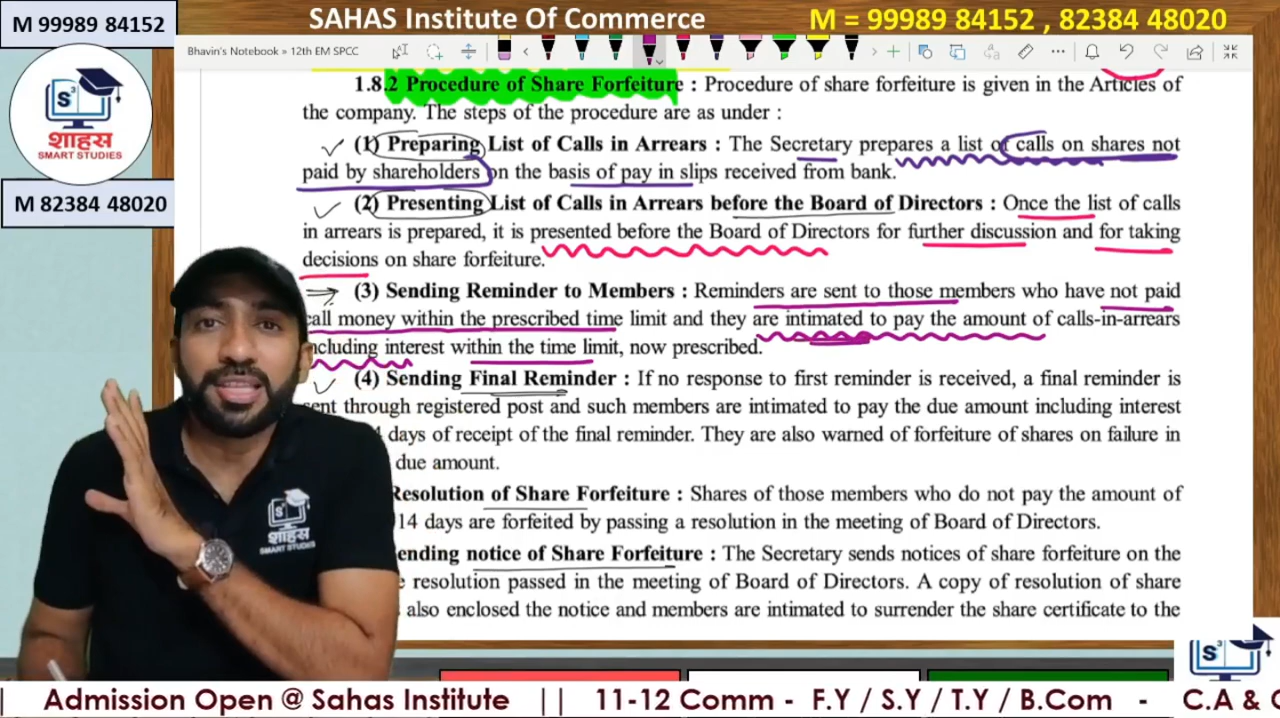 M 99989 84152
SAHAS Institute Of Commerce
M = 99989 84152 , 82384 48020
Bhavin's Notebook » 12th EM SPCC
S³
शाहस
SMART STUDIES
M 82384 48020
1.8.2 Procedure of Share Forfeiture : Procedure of share forfeiture is given in the Articles of
the company. The steps of the procedure are as under :
(1) Preparing List of Calls in Arrears : The Secretary prepares a list of calls on shares not
paid by shareholders on the basis of pay in slips received from bank.
(2) Presenting List of Calls in Arrears before the Board of Directors : Once the list of calls
in arrears is prepared, it is presented before the Board of Directors for further discussion and for taking
decisions on share forfeiture.
(3) Sending Reminder to Members : Reminders are sent to those members who have not paid
call money within the prescribed time limit and they are intimated to pay the amount of calls-in-arrears
including interest within the time limit, now prescribed.
(4) Sending Final Reminder : If no response to first reminder is received, a final reminder is
sent through registered post and such members are intimated to pay the due amount including interest
days of receipt of the final reminder. They are also warned of forfeiture of shares on failure in
due amount.
Resolution of Share Forfeiture : Shares of those members who do not pay the amount of
14 days are forfeited by passing a resolution in the meeting of Board of Directors.
ending notice of Share Forfeiture : The Secretary sends notices of share forfeiture on the
resolution passed in the meeting of Board of Directors. A copy of resolution of share
also enclosed the notice and members are intimated to surrender the share certificate to the
शाहस
SMART STUDIES
S³
| Admission Open @ Sahas Institute || 11-12 Comm - F.Y / S.Y / T.Y / B.Com - C.A & C